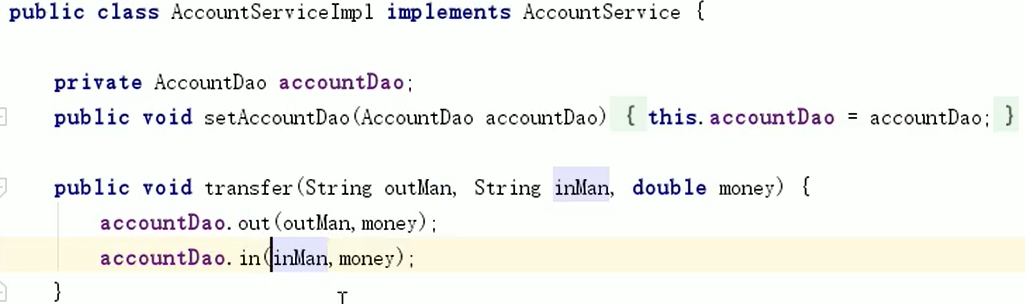 public class AccountServiceImpl implements AccountService {
private AccountDao accountDao;
public void setAccountDao(AccountDao accountDao) { this.accountDao = accountDao; }
public void transfer(String outMan, String inMan, double money) {
accountDao.out(outMan,money);
accountDao.in(inMan,money);
}